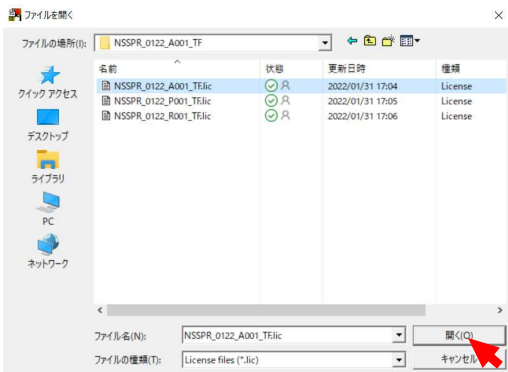 ファイルを開く
ファイルの場所(I):
NSSPR_0122_A001_TF
名前
状態
更新日時
種類
NSSPR_0122_A001_TF.lic
2022/01/31 17:04
License
NSSPR_0122_P001_TF.lic
2022/01/31 17:05
License
NSSPR_0122_R001_TF.lic
2022/01/31 17:06
License
クイック アクセス
デスクトップ
ライブラリ
PC
ネットワーク
ファイル名(N):
NSSPR_0122_A001_TF.lic
開く(O)
ファイルの種類(T):
License files (*.lic)
キャンセル